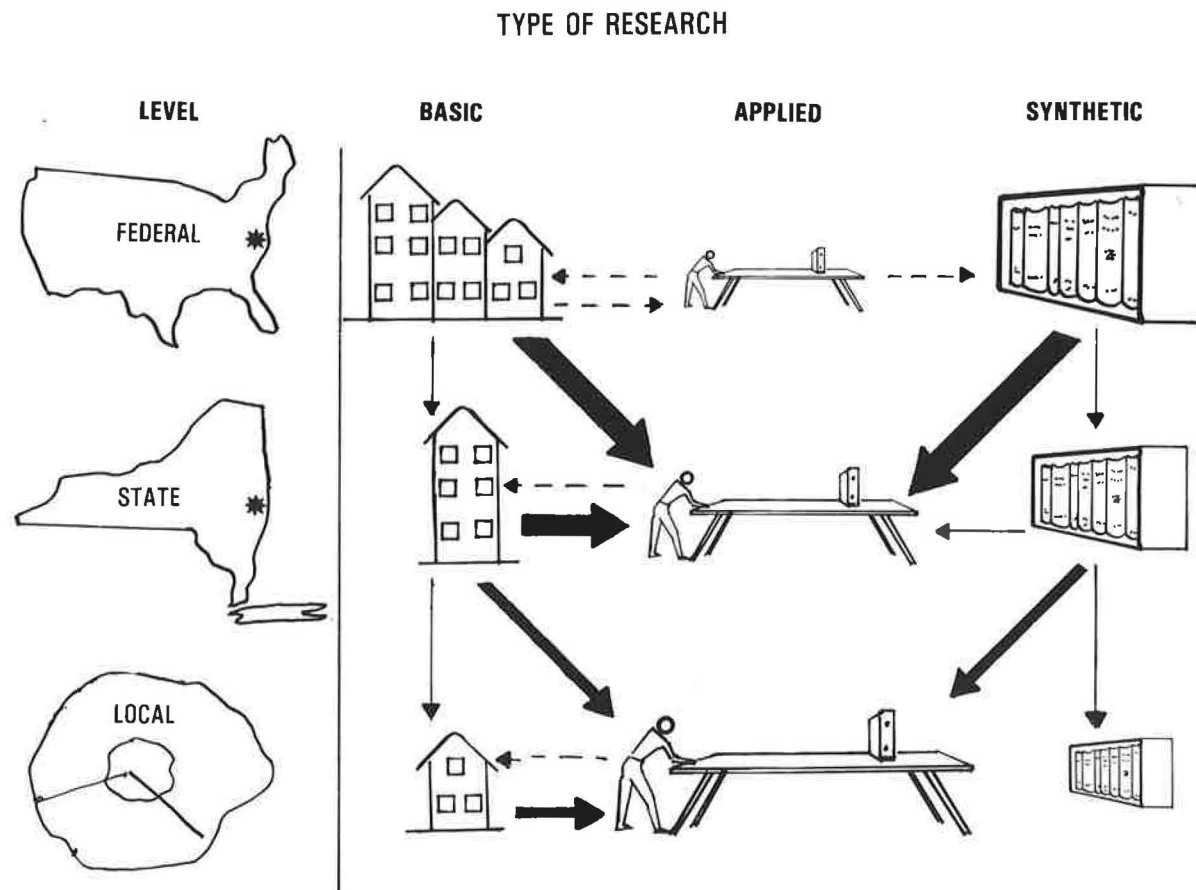 TYPE OF RESEARCH
LEVEL BASIC APPLIED SYNTHETIC
FEDERAL
STATE
LOCAL